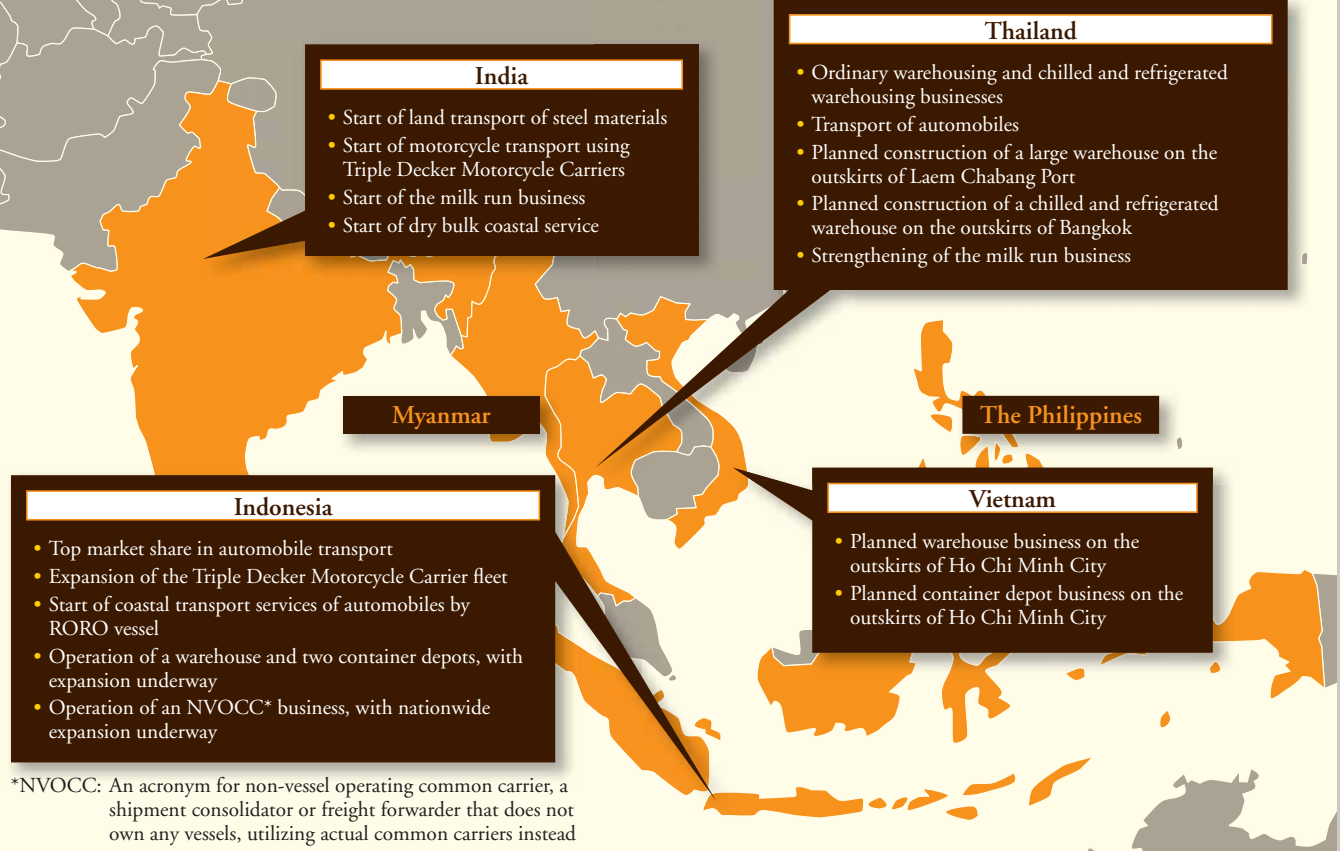 India
• Start of land transport of steel materials
• Start of motorcycle transport using
Triple Decker Motorcycle Carriers
• Start of the milk run business
• Start of dry bulk coastal service
Thailand
• Ordinary warehousing and chilled and refrigerated
warehousing businesses
• Transport of automobiles
• Planned construction of a large warehouse on the
outskirts of Laem Chabang Port
• Planned construction of a chilled and refrigerated
warehouse on the outskirts of Bangkok
• Strengthening of the milk run business
Myanmar
The Philippines
Indonesia
• Top market share in automobile transport
• Expansion of the Triple Decker Motorcycle Carrier fleet
• Start of coastal transport services of automobiles by
RORO vessel
• Operation of a warehouse and two container depots, with
expansion underway
• Operation of an NVOCC* business, with nationwide
expansion underway
Vietnam
• Planned warehouse business on the
outskirts of Ho Chi Minh City
• Planned container depot business on the
outskirts of Ho Chi Minh City
*NVOCC: An acronym for non-vessel operating common carrier, a
shipment consolidator or freight forwarder that does not
own any vessels, utilizing actual common carriers instead